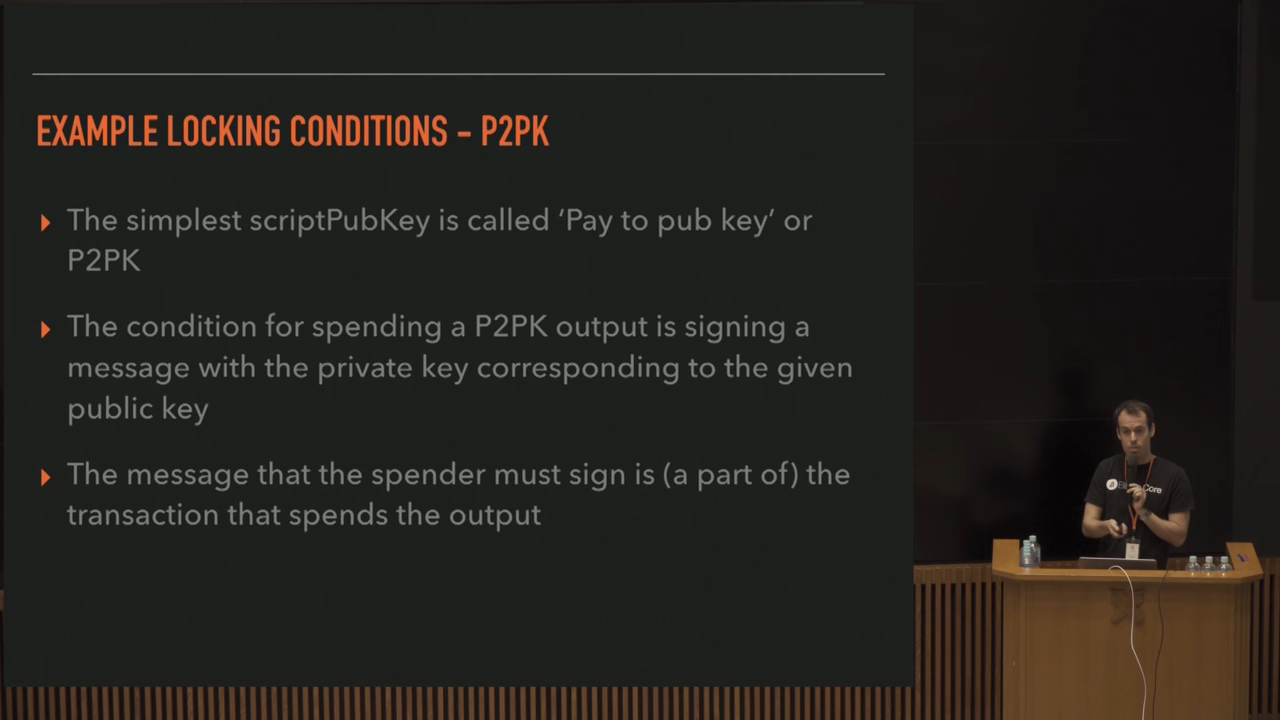 EXAMPLE LOCKING CONDITIONS – P2PK
The simplest scriptPubKey is called ‘Pay to pub key’ or
P2PK
The condition for spending a P2PK output is signing a
message with the private key corresponding to the given
public key
The message that the spender must sign is (a part of) the
transaction that spends the output
Core